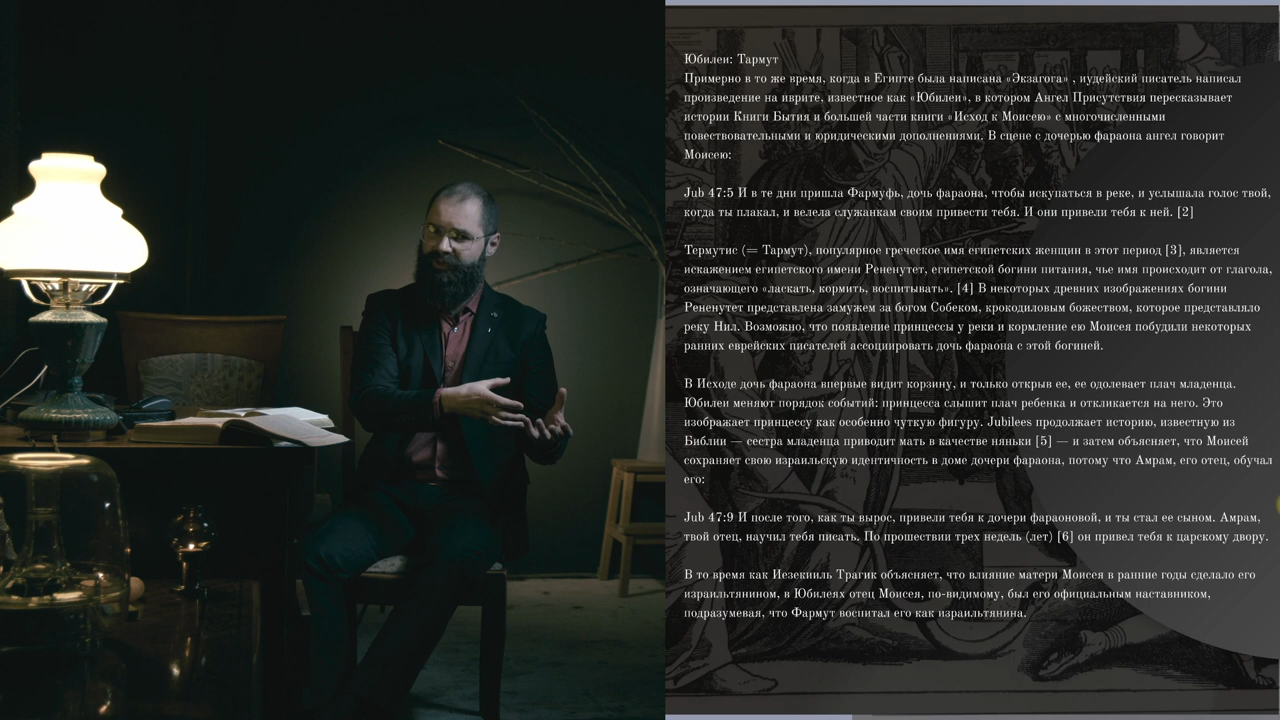 Юбилеи: Тармут
Примерно в то же время, когда в Египте была написана «Экзагога» , иудейский писатель написал
произведение на иврите, известное как «Юбилеи», в котором Ангел Присутствия пересказывает
истории Книги Бытия и большей части книги «Исход к Моисею» с многочисленными
повествовательными и юридическими дополнениями. В сцене с дочерью фараона ангел говорит
Моисею:
Jub 47:5 И в те дни пришла Фармуфь, дочь фараона, чтобы искупаться в реке, и услышала голос твой,
когда ты плакал, и велела служанкам своим привести тебя. И они привели тебя к ней. [2]
Термутис (= Тармут), популярное греческое имя египетских женщин в этот период [3], является
искажением египетского имени Рененутет, египетской богини питания, чье имя происходит от глагола,
означающего «ласкать, кормить, воспитывать». [4] В некоторых древних изображениях богини
Рененутет представлена замужем за богом Собеком, крокодиловым божеством, которое представляло
реку Нил. Возможно, что появление принцессы у реки и кормление ею Моисея побудили некоторых
ранних еврейских писателей ассоциировать дочь фараона с этой богиней.
В Исходе дочь фараона впервые видит корзину, и только открыв ее, ее одолевает плач младенца.
Юбилеи меняют порядок событий: принцесса слышит плач ребенка и откликается на него. Это
изображает принцессу как особенно чуткую фигуру. Jubilees продолжает историю, известную из
Библии — сестра младенца приводит мать в качестве няньки [5] — и затем объясняет, что Моисей
сохраняет свою израильскую идентичность в доме дочери фараона, потому что Амрам, его отец, обучал
его:
Jub 47:9 И после того, как ты вырос, привели тебя к дочери фараоновой, и ты стал ее сыном. Амрам,
твой отец, научил тебя писать. По прошествии трех недель (лет) [6] он привел тебя к царскому двору.
В то время как Иезекииль Трагик объясняет, что влияние матери Моисея в ранние годы сделало его
израильтянином, в Юбилеях отец Моисея, по-видимому, был его официальным наставником,
подразумевая, что Фармут воспитал его как израильтянина.